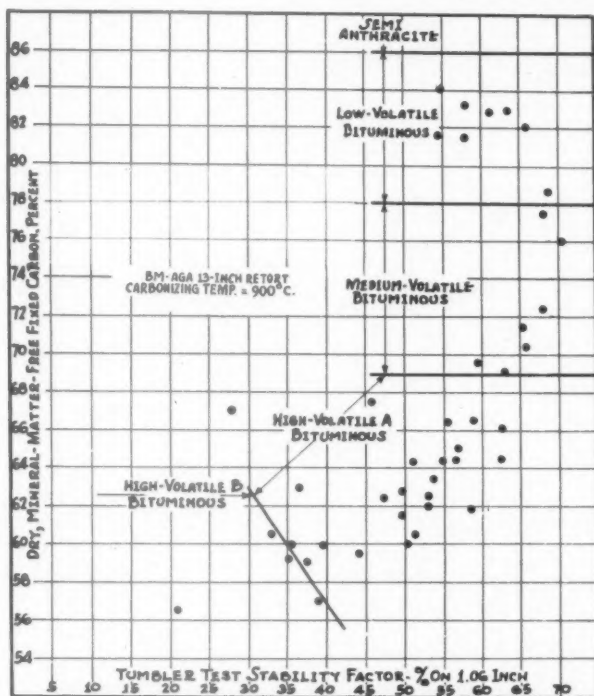 SEMI
ANTHRACITE
LOW-VOLATILE
BITUMINOUS
BM-AGA 13-INCH RETORT
CARBONIZING TEMP. = 900°C.
MEDIUM-VOLATILE
BITUMINOUS
HIGH-VOLATILE A
BITUMINOUS
HIGH-VOLATILE B
BITUMINOUS
DRY, MINERAL-MATTER-FREE FIXED CARBON, PERCENT
86
84
82
80
78
76
74
72
70
68
66
64
62
60
58
56
54
TUMBLER TEST STABILITY FACTOR - % ON 1.06 INCH
5 10 15 20 25 30 35 40 45 50 55 60 65 70